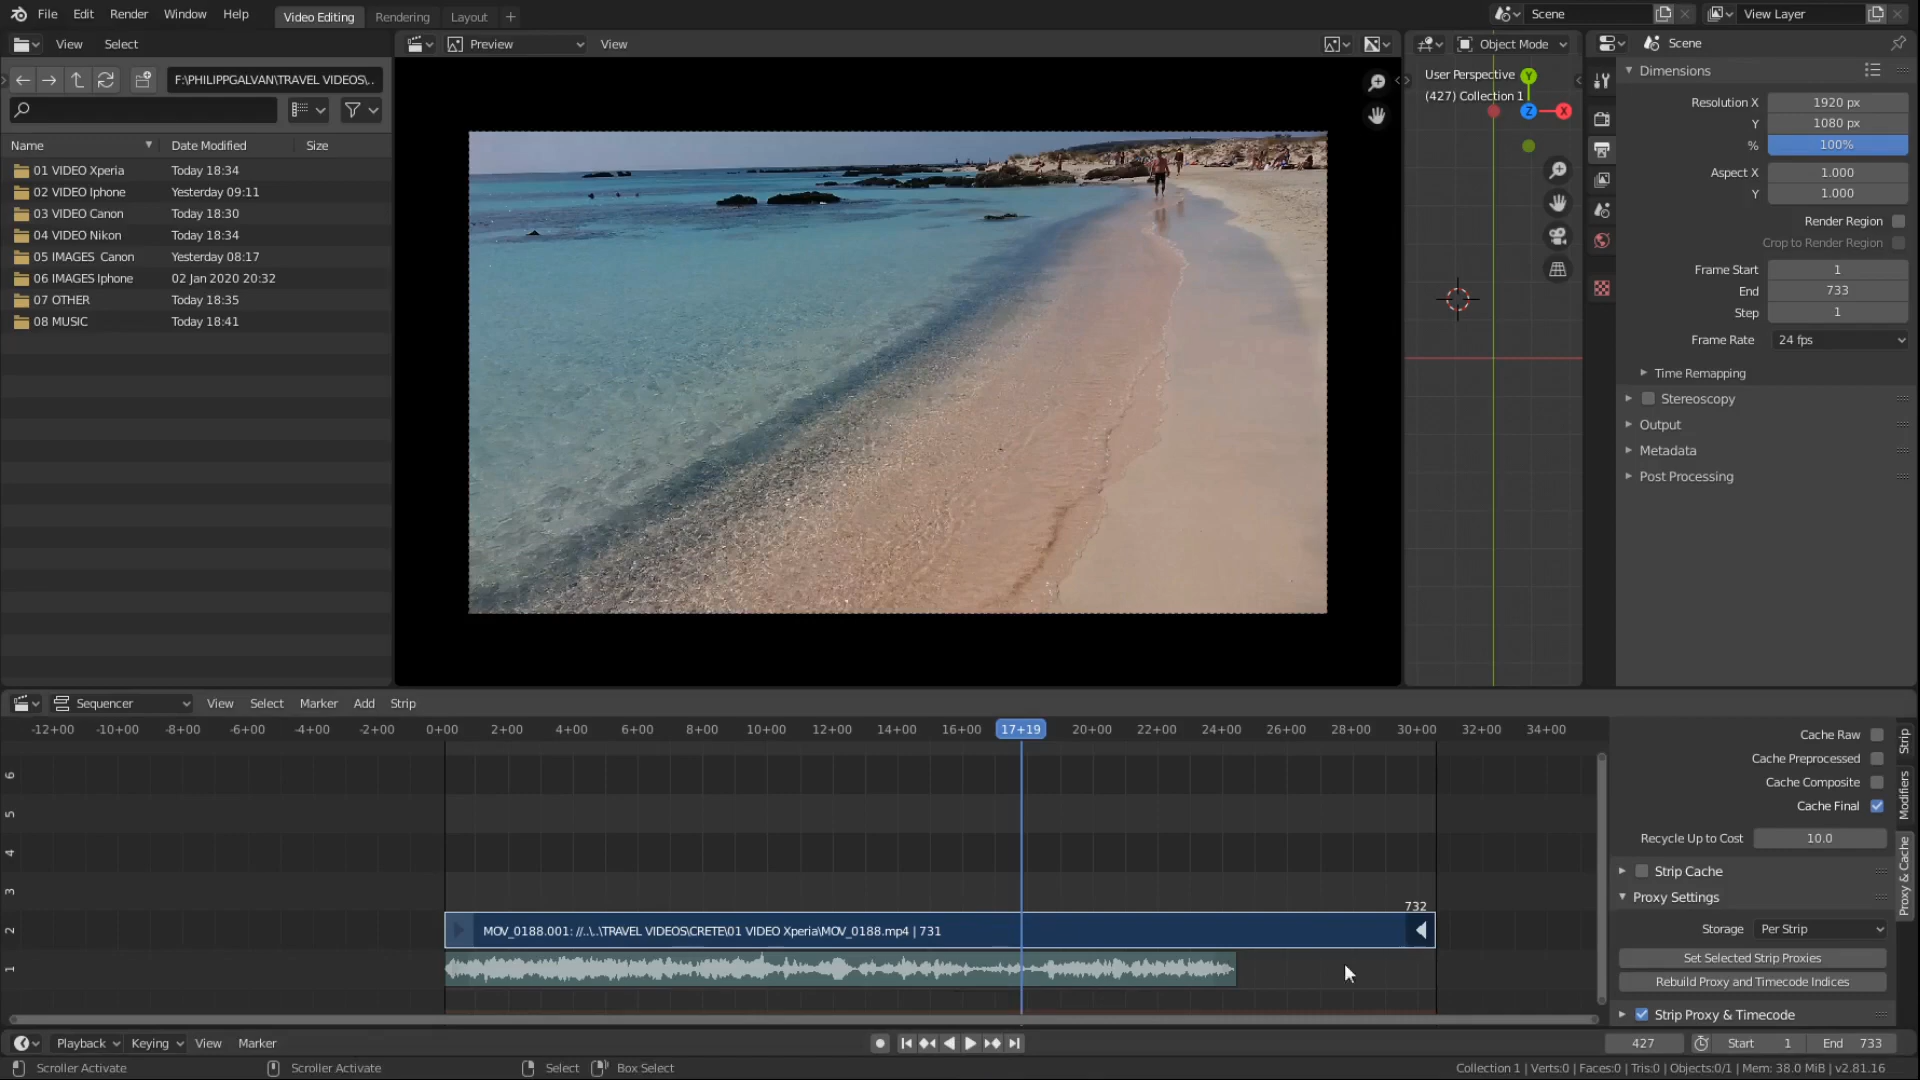 File Edit Render Window Help Video Editing Rendering Layout + Scene View Layer
View Select Preview View Object Mode Scene
F:\PHILIPPGALVAN\TRAVEL VIDEOS\..
Name Date Modified Size
01 VIDEO Xperia Today 18:34
02 VIDEO Iphone Yesterday 09:11
03 VIDEO Canon Today 18:30
04 VIDEO Nikon Today 18:34
05 IMAGES Canon Yesterday 08:17
06 IMAGES Iphone 02 Jan 2020 20:32
07 OTHER Today 18:35
08 MUSIC Today 18:41
User Perspective
(427) Collection 1
Y
Z
X
Dimensions
Resolution X 1920 px
Y 1080 px
% 100%
Aspect X 1.000
Y 1.000
Render Region
Crop to Render Region
Frame Start 1
End 733
Step 1
Frame Rate 24 fps
Time Remapping
Stereoscopy
Output
Metadata
Post Processing
Sequencer View Select Marker Add Strip
-12+00 -10+00 -8+00 -6+00 -4+00 -2+00 0+00 2+00 4+00 6+00 8+00 10+00 12+00 14+00 16+00 17+19 20+00 22+00 24+00 26+00 28+00 30+00 32+00 34+00
6
5
4
3
2
1
732
MOV_0188.001: //..\..\TRAVEL VIDEOS\CRETE\01 VIDEO Xperia\MOV_0188.mp4 | 731
Cache Raw
Cache Preprocessed
Cache Composite
Cache Final
Recycle Up to Cost 10.0
Strip Cache
Proxy Settings
Storage Per Strip
Set Selected Strip Proxies
Rebuild Proxy and Timecode Indices
Strip Proxy & Timecode
Strip
Modifiers
Proxy & Cache
Playback Keying View Marker 427 Start 1 End 733
Scroller Activate Scroller Activate Select Box Select Collection 1 | Verts:0 | Faces:0 | Tris:0 | Objects:0/1 | Mem: 38.0 MiB | v2.81.16